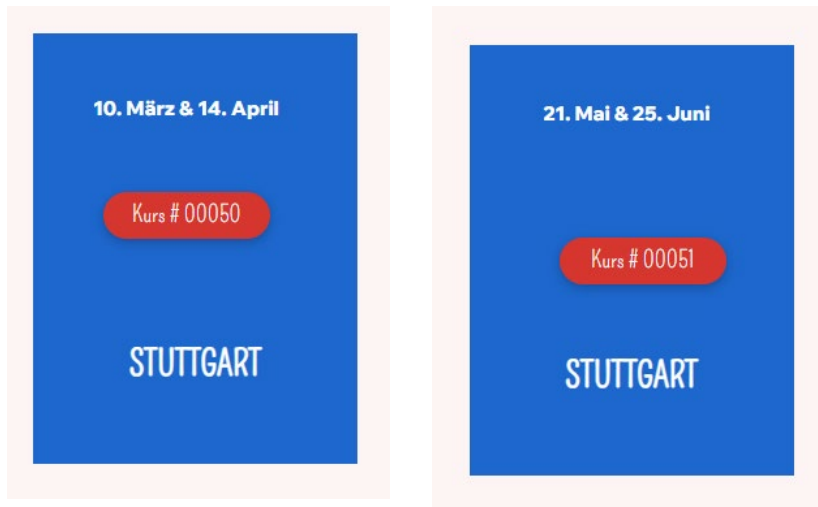 10. März & 14. April
Kurs # 00050
STUTTGART
21. Mai & 25. Juni
Kurs # 00051
STUTTGART